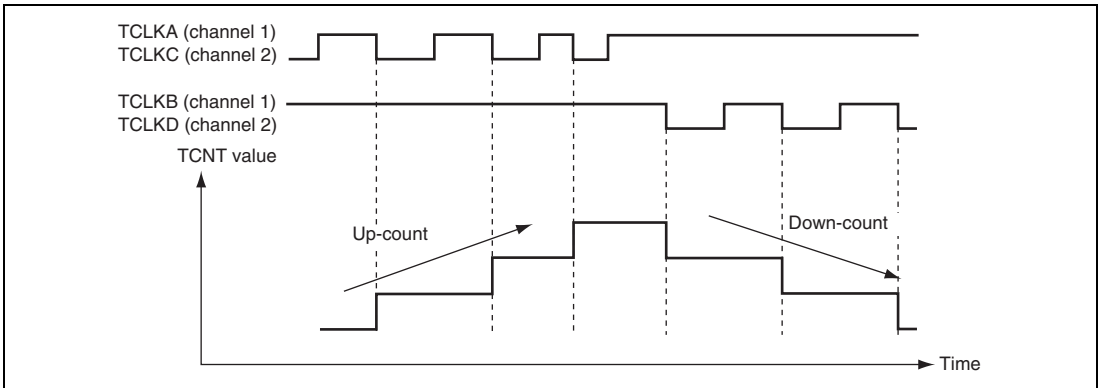 TCLKA (channel 1)
TCLKC (channel 2)
TCLKB (channel 1)
TCLKD (channel 2)
TCNT value
Up-count
Down-count
Time